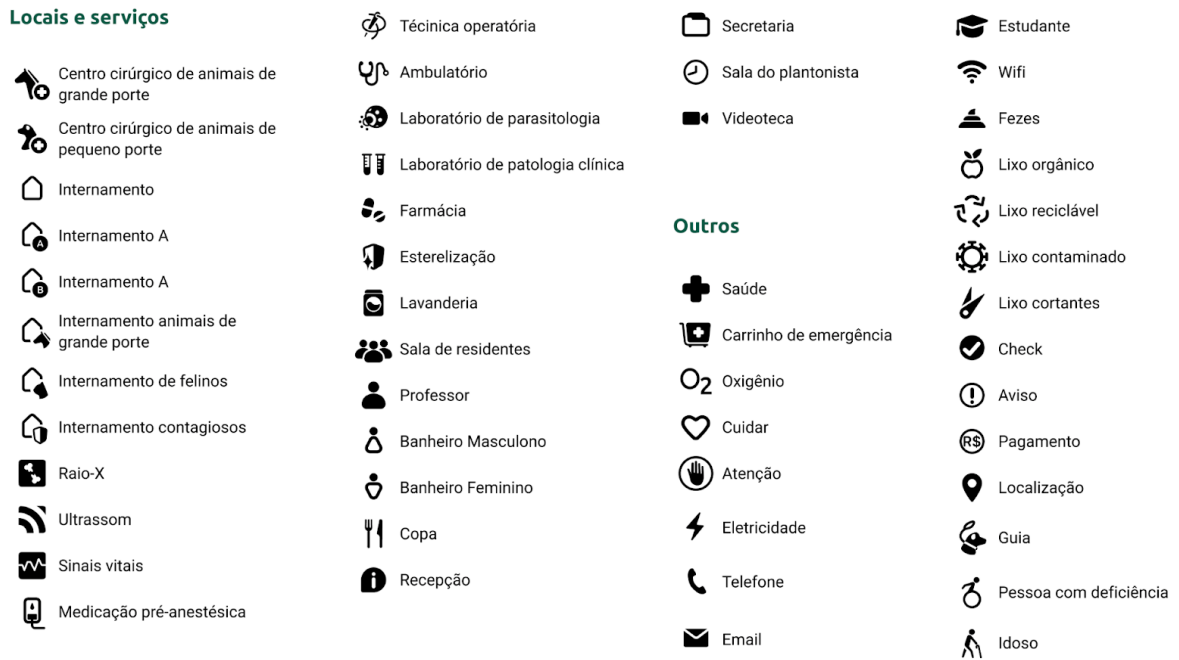 Locais e serviços
Centro cirúrgico de animais de
grande porte
Centro cirúrgico de animais de
pequeno porte
Internamento
A
Internamento A
B
Internamento A
Internamento animais de
grande porte
Internamento de felinos
Internamento contagiosos
Raio-X
Ultrassom
Sinais vitais
Medicação pré-anestésica
Técinica operatória
Ambulatório
Laboratório de parasitologia
Laboratório de patologia clínica
Farmácia
Esterelização
Lavanderia
Sala de residentes
Professor
Banheiro Masculono
Banheiro Feminino
Copa
i
Recepção
Secretaria
Sala do plantonista
Videoteca
Outros
Saúde
Carrinho de emergência
O2
Oxigênio
Cuidar
Atenção
Eletricidade
Telefone
Email
Estudante
Wifi
Fezes
Lixo orgânico
Lixo reciclável
Lixo contaminado
Lixo cortantes
Check
!
Aviso
R$
Pagamento
Localização
Guia
Pessoa com deficiência
Idoso